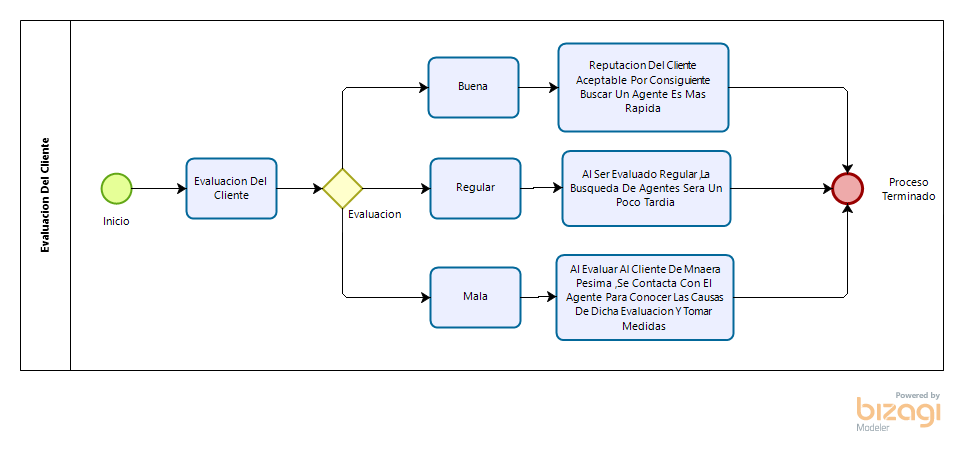 Evaluacion Del Cliente
Inicio
Evaluacion Del
Cliente
Evaluacion
Buena
Reputacion Del Cliente
Aceptable Por Consiguiente
Buscar Un Agente Es Mas
Rapida
Regular
Al Ser Evaluado Regular ,La
Busqueda De Agentes Sera Un
Poco Tardia
Mala
Al Evaluar Al Cliente De Mnaera
Pesima ,Se Contacta Con El
Agente Para Conocer Las Causas
De Dicha Evaluacion Y Tomar
Medidas
Proceso
Terminado
Powered by
bizagi
Modeler